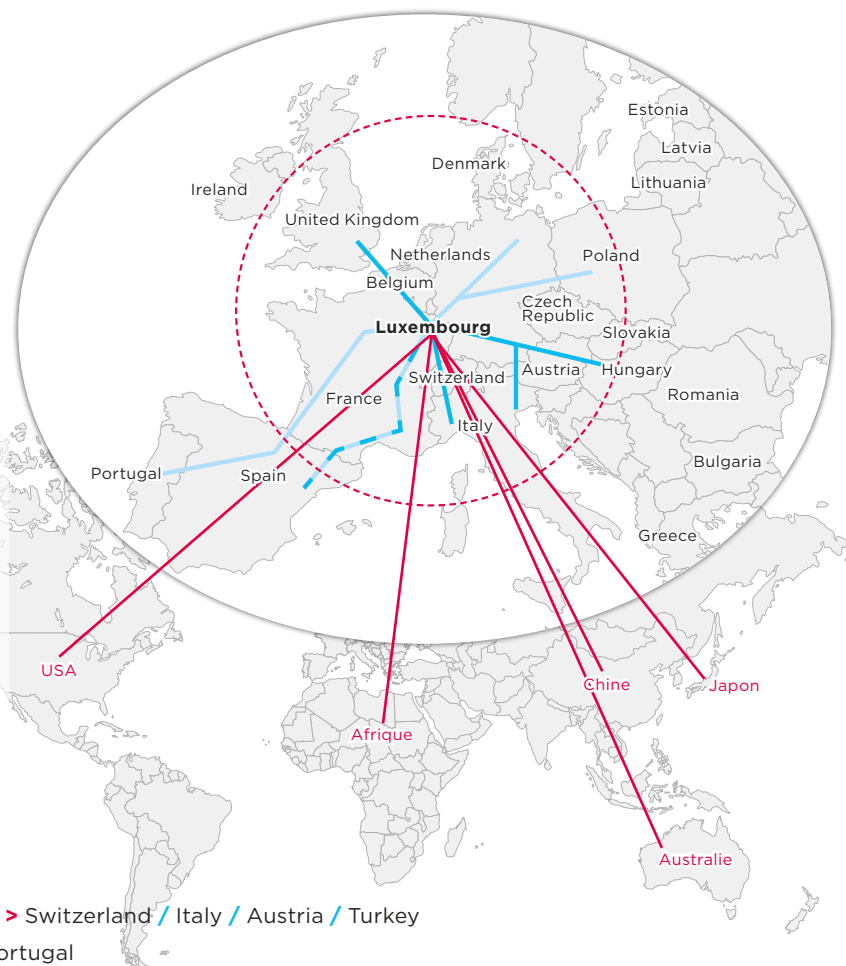 Estonia
Latvia
Denmark
Lithuania
Ireland
United Kingdom
Netherlands
Poland
Belgium
Czech
Republic
Luxembourg
Slovakia
Switzerland
Austria
Hungary
France
Romania
Italy
Bulgaria
Portugal
Spain
Greece
USA
Chine
Japon
Afrique
Australie
> Switzerland / Italy / Austria / Turkey
ortugal